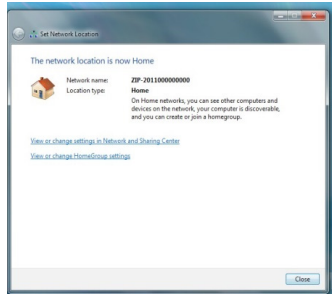 Set Network Location
The network location is now Home
Network name: ZIP-2011000000000
Location type: Home
On Home networks, you can see other computers and
devices on the network, your computer is discoverable,
and you can create or join a homegroup.
View or change settings in Network and Sharing Center
View or change HomeGroup settings
Close